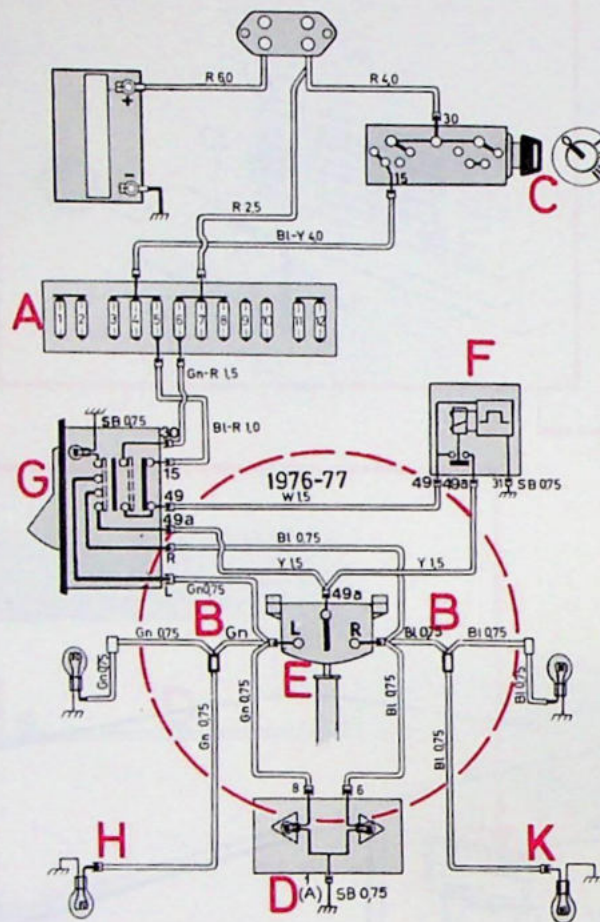 +
-
R 6,0
R 4,0
30
15
C
R 2,5
Bl-Y 4,0
A
1 2 3 4 5 6 7 8 9 10 11 12
Gn-R 1,5
F
SB 0,75
30
Bl-R 1,0
G
15
1976-77
49
W 1,5
49 49a 31 SB 0,75
49a
Bl 0,75
R
Y 1,5
Y 1,5
L
Gn 0,75
49a
B
B
Gn 0,75
Gn
L
R
Bl 0,75
Bl 0,75
E
Gn 0,75
Gn 0,75
Gn 0,75
Bl 0,75
Bl 0,75
Bl 0,75
8
6
H
K
D
(A)
SB 0,75